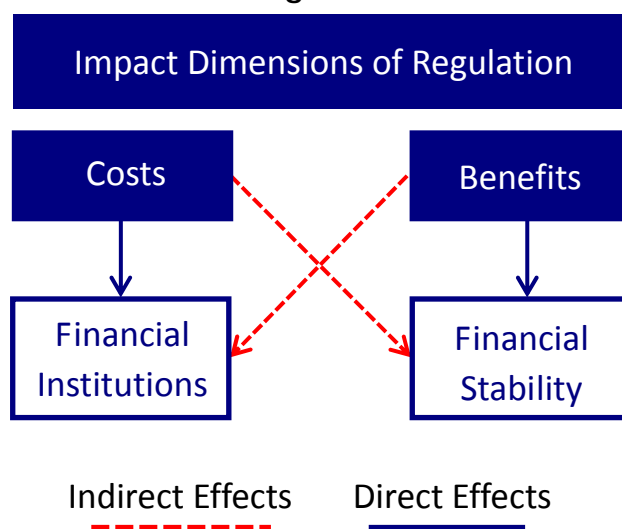 Impact Dimensions of Regulation
Costs
Benefits
Financial
Institutions
Financial
Stability
Indirect Effects
Direct Effects